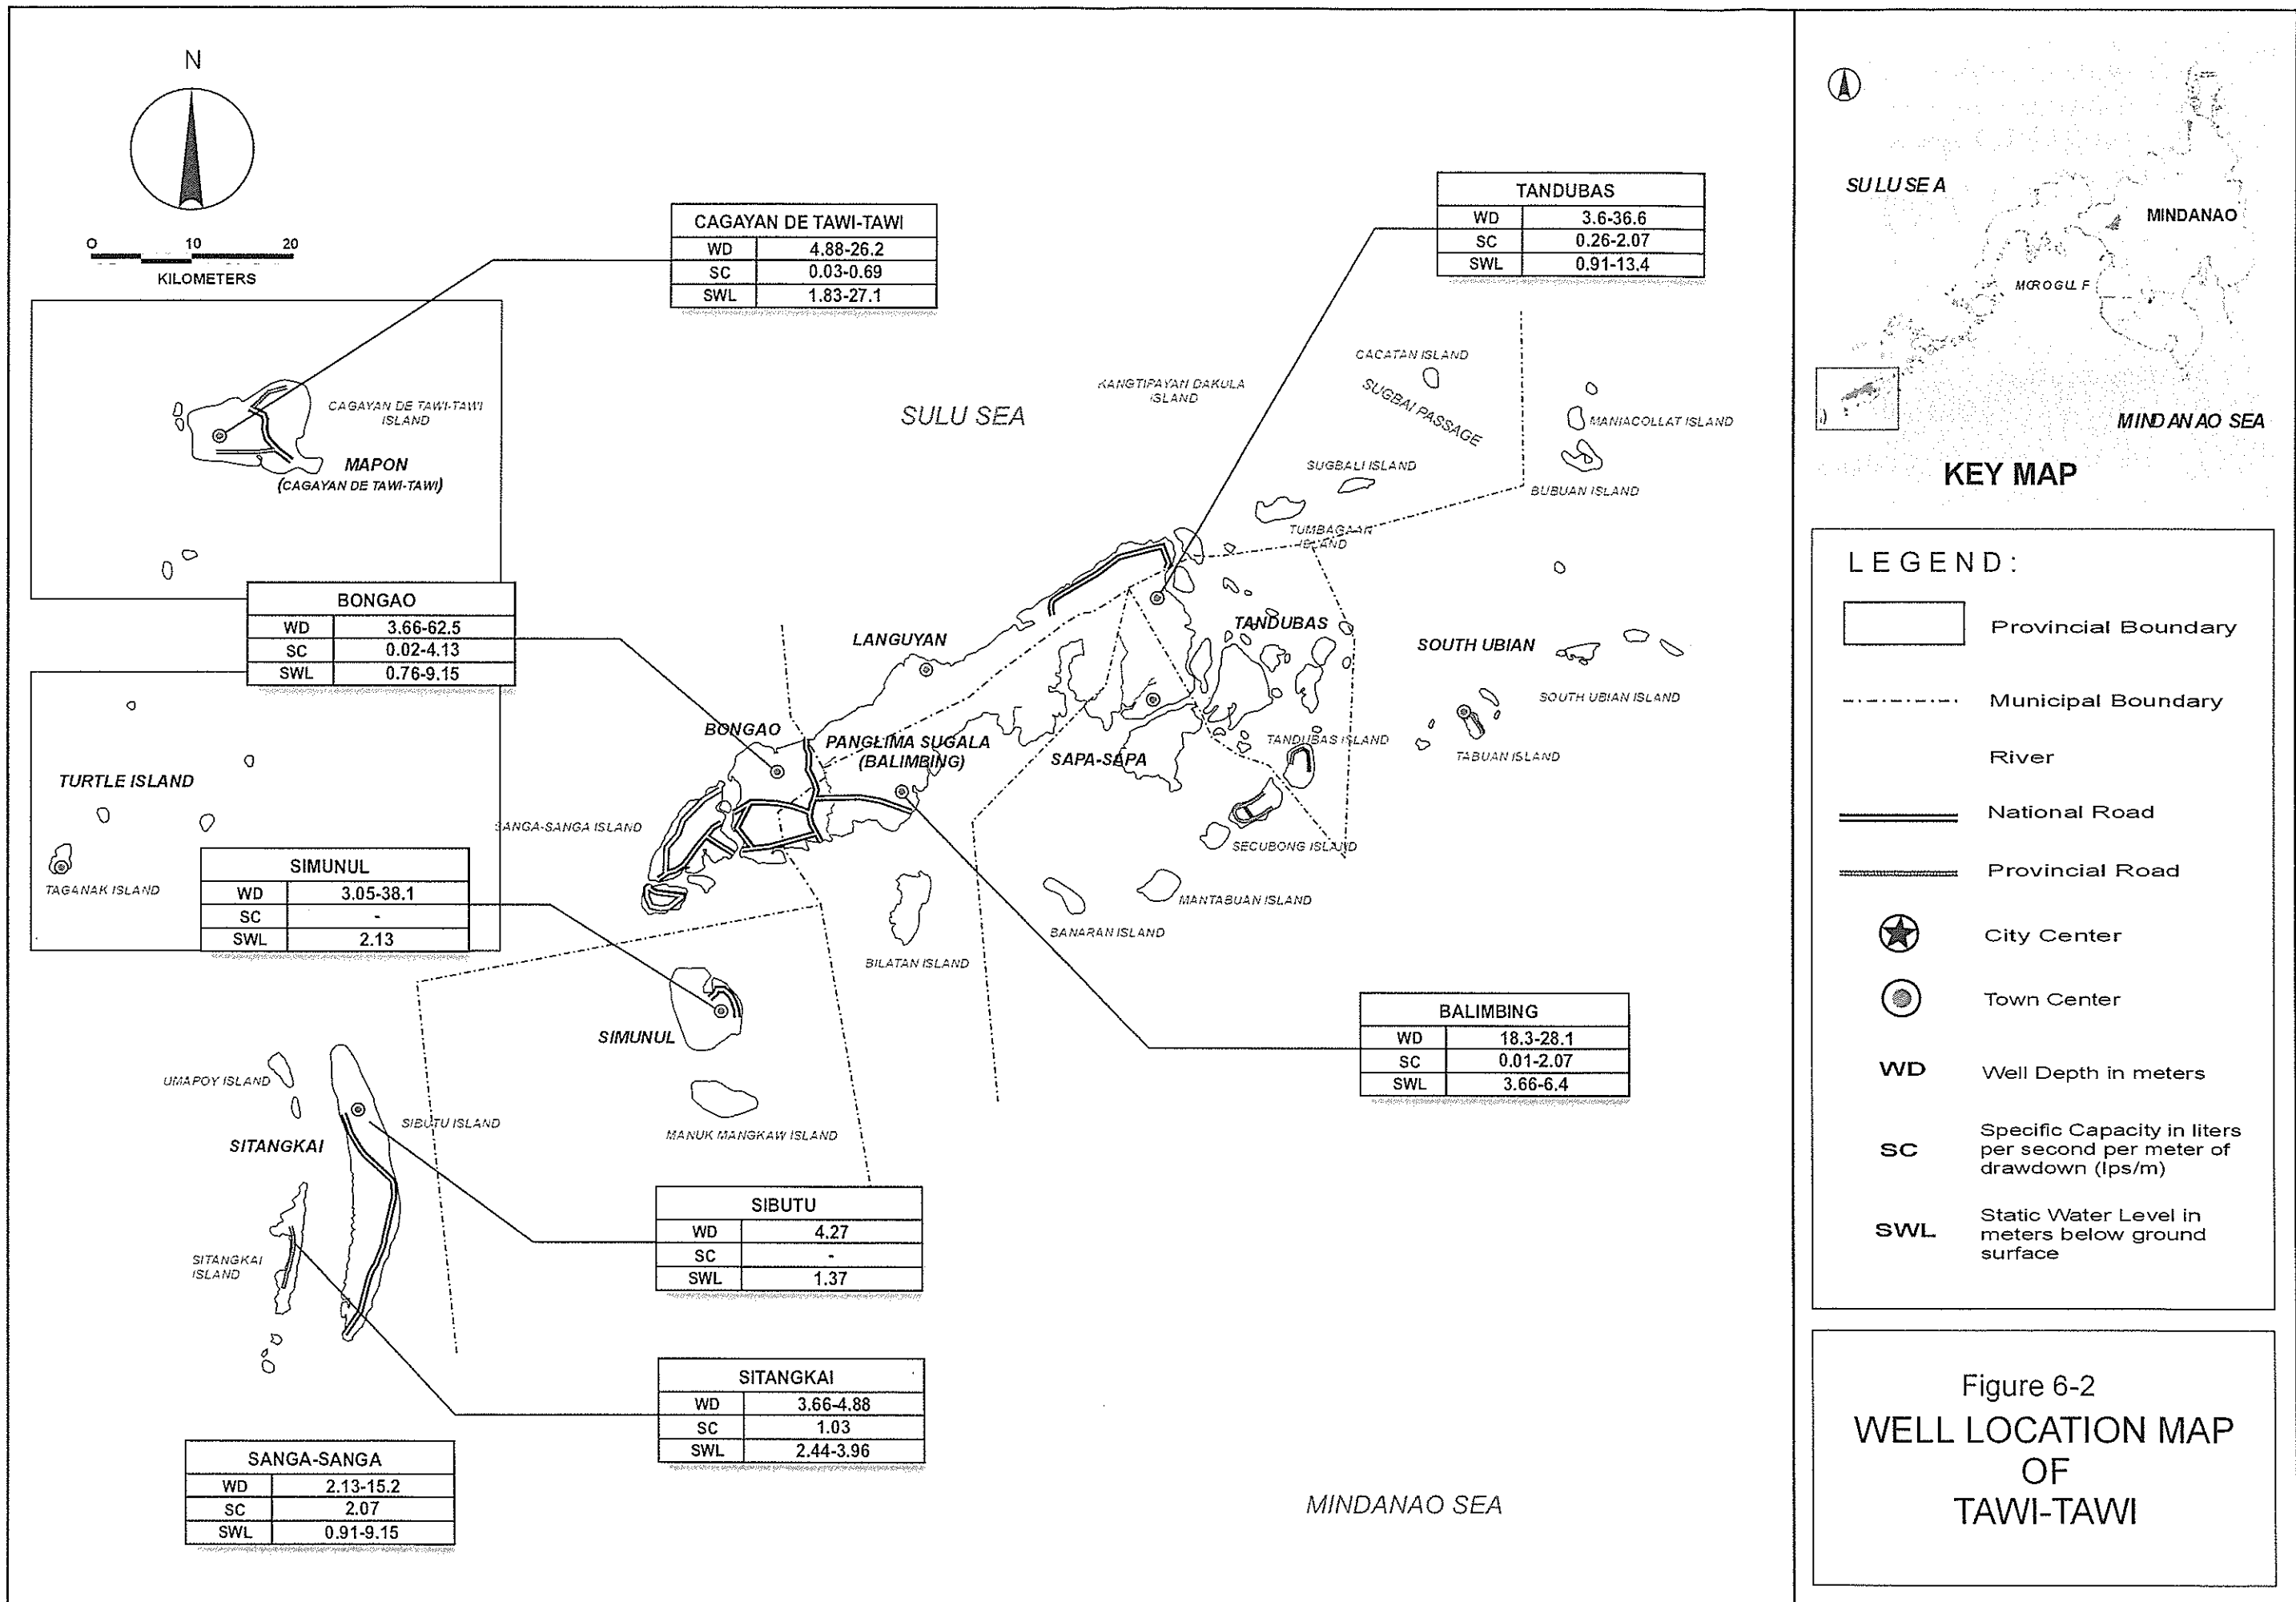 N
0 10 20
KILOMETERS
CAGAYAN DE TAWI-TAWI
WD 4.88-26.2
SC 0.03-0.69
SWL 1.83-27.1
TANDUBAS
WD 3.6-36.6
SC 0.26-2.07
SWL 0.91-13.4
CAGAYAN DE TAWI-TAWI
ISLAND
MAPON
(CAGAYAN DE TAWI-TAWI)
SULU SEA
KANGTIPAYAN DAKULA
ISLAND
CACATAN ISLAND
SUGBAI PASSAGE
MANIACOLLAT ISLAND
SUGBALI ISLAND
BUBUAN ISLAND
TUMBAGAAN
ISLAND
BONGAO
WD 3.66-62.5
SC 0.02-4.13
SWL 0.76-9.15
LANGUYAN
TANDUBAS
SOUTH UBIAN
SOUTH UBIAN ISLAND
BONGAO
PANGLIMA SUGALA
(BALIMBING)
SAPA-SAPA
TANDUBAS ISLAND
TABUAN ISLAND
TURTLE ISLAND
SANGA-SANGA ISLAND
SECUBONG ISLAND
TAGANAK ISLAND
SIMUNUL
WD 3.05-38.1
SC -
SWL 2.13
MANTABUAN ISLAND
BANARAN ISLAND
BILATAN ISLAND
SIMUNUL
BALIMBING
WD 18.3-28.1
SC 0.01-2.07
SWL 3.66-6.4
UMAPOY ISLAND
SIBUTU ISLAND
MANUK MANGKAW ISLAND
SITANGKAI
SIBUTU
WD 4.27
SC -
SWL 1.37
SITANGKAI
ISLAND
SITANGKAI
WD 3.66-4.88
SC 1.03
SWL 2.44-3.96
SANGA-SANGA
WD 2.13-15.2
SC 2.07
SWL 0.91-9.15
MINDANAO SEA
SULU SEA
MINDANAO
MOROGULF
MINDANAO SEA
KEY MAP
LEGEND:
Provincial Boundary
Municipal Boundary
River
National Road
Provincial Road
City Center
Town Center
WD Well Depth in meters
SC Specific Capacity in liters
per second per meter of
drawdown (lps/m)
SWL Static Water Level in
meters below ground
surface
Figure 6-2
WELL LOCATION MAP
OF
TAWI-TAWI